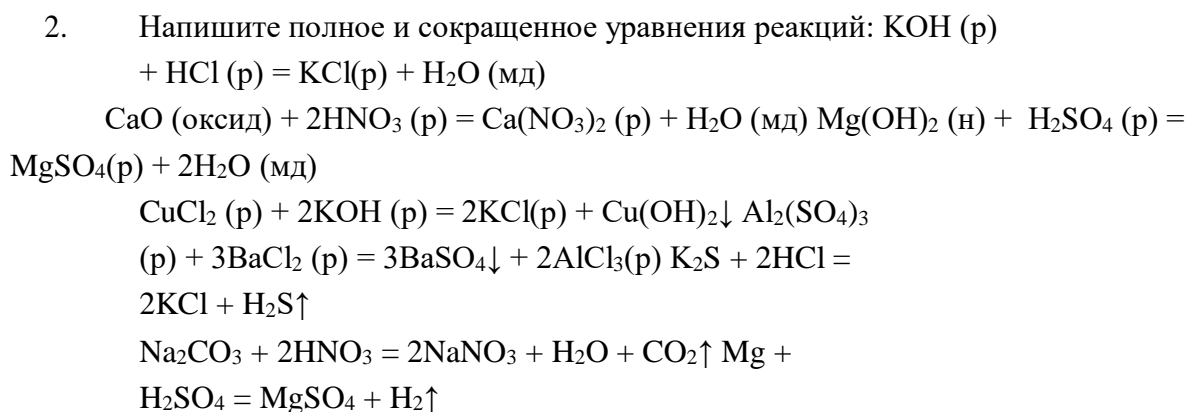 2. Напишите полное и сокращенное уравнения реакций: KOH (р)
+ HCl (р) = KCl(р) + H₂O (мд)
CaO (оксид) + 2HNO₃ (р) = Ca(NO₃)₂ (р) + H₂O (мд) Mg(OH)₂ (н) + H₂SO₄ (р) =
MgSO₄(р) + 2H₂O (мд)
CuCl₂ (р) + 2KOH (р) = 2KCl(р) + Cu(OH)₂↓ Al₂(SO₄)₃
(р) + 3BaCl₂ (р) = 3BaSO₄↓ + 2AlCl₃(р) K₂S + 2HCl =
2KCl + H₂S↑
Na₂CO₃ + 2HNO₃ = 2NaNO₃ + H₂O + CO₂↑ Mg +
H₂SO₄ = MgSO₄ + H₂↑